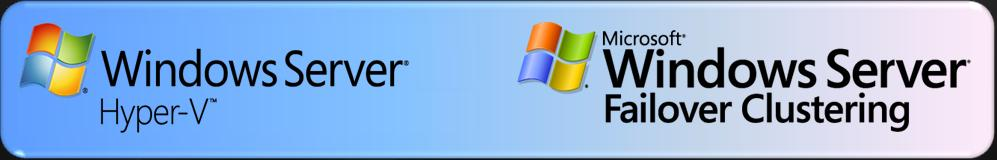 Windows Server®
Hyper-V™
Microsoft®
Windows Server®
Failover Clustering